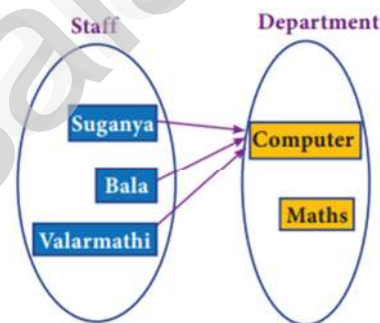 Staff
Department
Suganya
Computer
Bala
Maths
Valarmathi